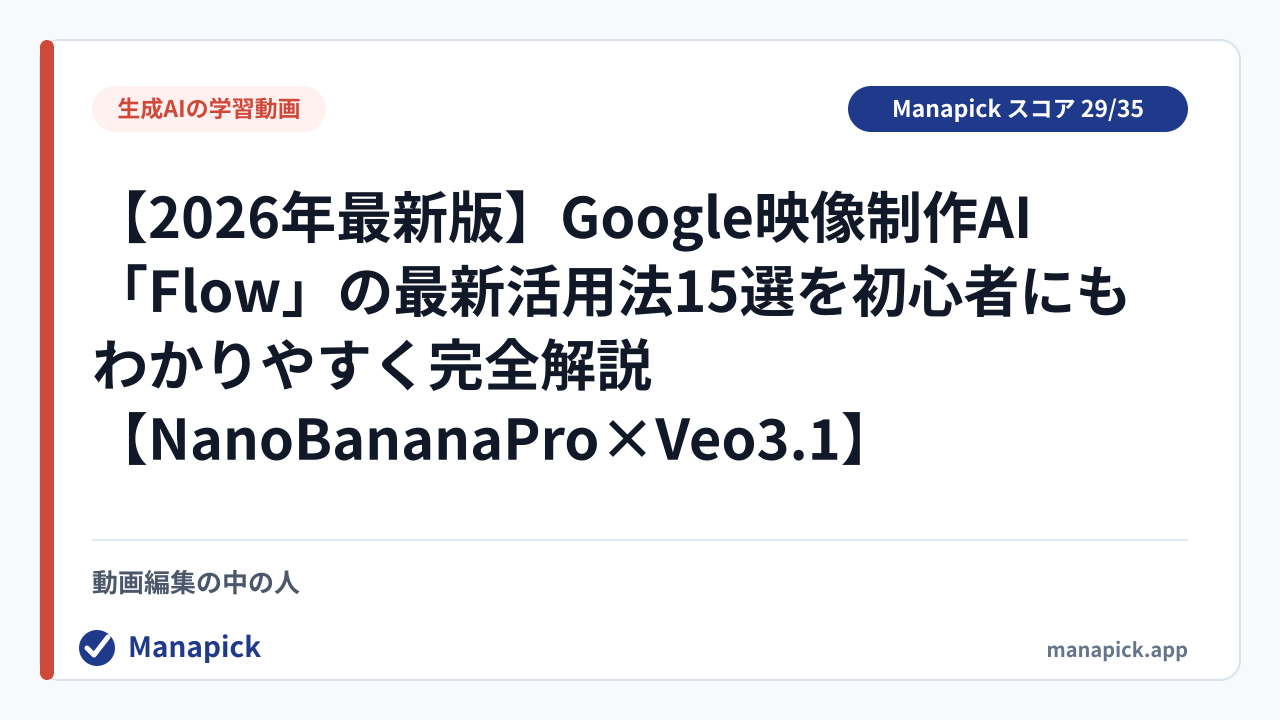 生成AIの学習動画
Manapick スコア 29/35
【2026年最新版】Google映像制作AI
「Flow」の最新活用法15選を初心者にも
わかりやすく完全解説
【NanoBananaPro×Veo3.1】
動画編集の中の人
Manapick
manapick.app